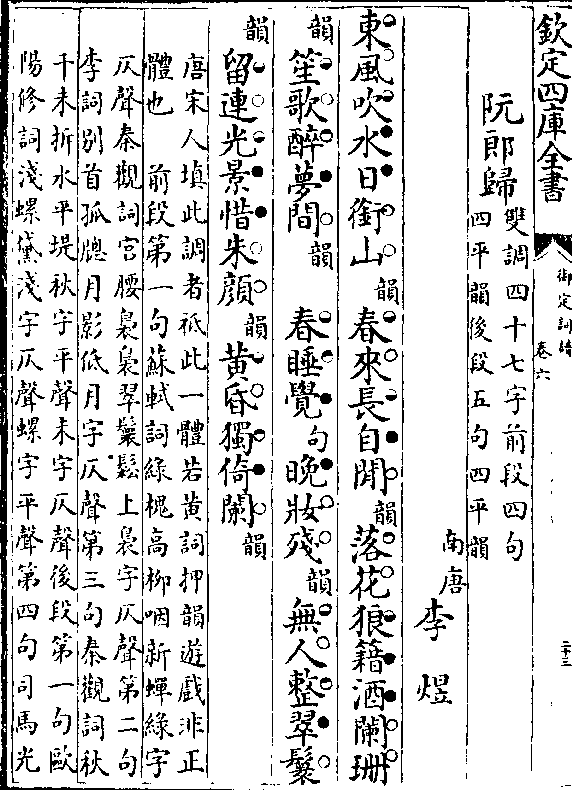 欽定四庫全書
御定詞譜
卷六
二十三
阮郎歸
雙調四十七字前段四句
四平韻後段五句四平韻
南唐 李煜
東風吹水日銜山韻春來長自閒韻落花狼籍酒闌珊
韻笙歌醉夢間韻 春睡覺句晚妝殘韻無人整翠鬟
韻留連光景惜朱顔韻黄昏獨倚闌韻
唐宋人填此調者衹此一體若黄詞押韻遊戲非正
體也 前段第一句蘇軾詞綠槐高柳咽新蟬綠字
仄聲秦觀詞宫腰裊裊翠鬟鬆上裊字仄聲第二句
李詞别首孤牕月影低月字仄聲第三句秦觀詞秋
千未折水平堤秋字平聲未字仄聲後段第一句歐
陽修詞淺螺黛淺字仄聲螺字平聲第四句司馬光